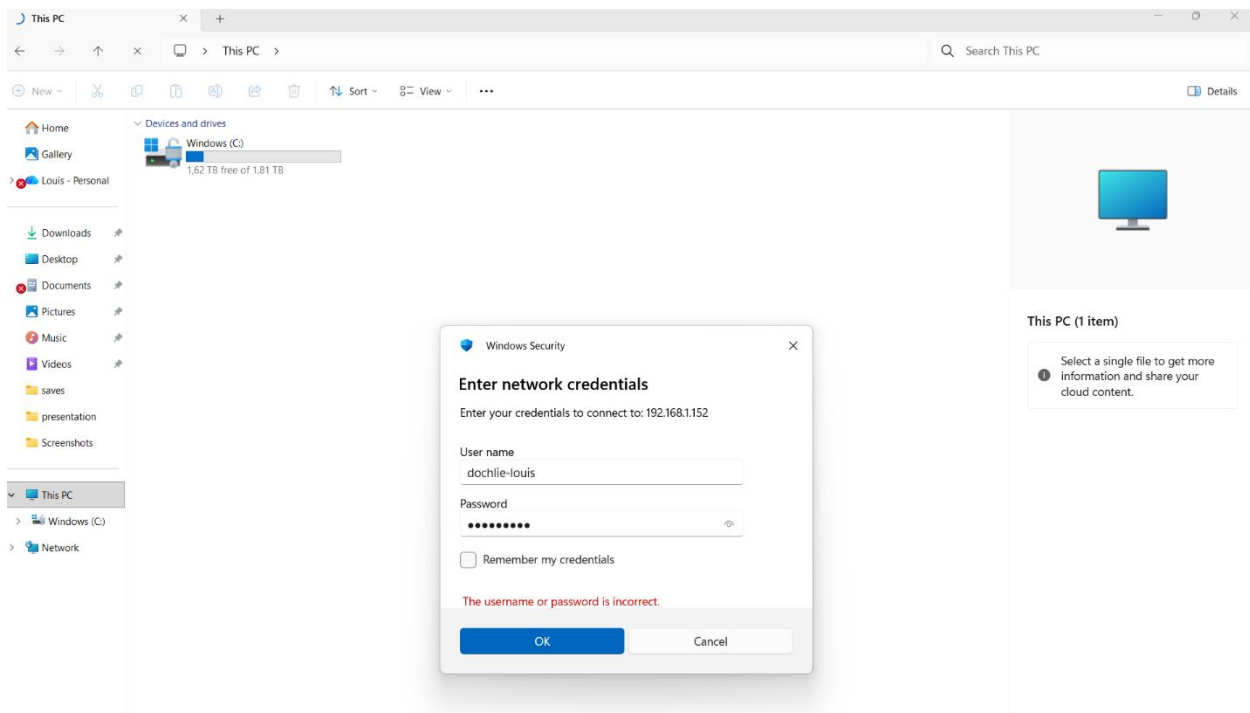 This PC
This PC
Search This PC
New
Sort
View
Details
Home
Gallery
Louis - Personal
Downloads
Desktop
Documents
Pictures
Music
Videos
saves
presentation
Screenshots
This PC
Windows (C:)
Network
Devices and drives
Windows (C:)
1,62 TB free of 1,81 TB
Windows Security
Enter network credentials
Enter your credentials to connect to: 192.168.1.152
User name
dochlie-louis
Password
Remember my credentials
The username or password is incorrect.
OK
Cancel
This PC (1 item)
Select a single file to get more
information and share your
cloud content.